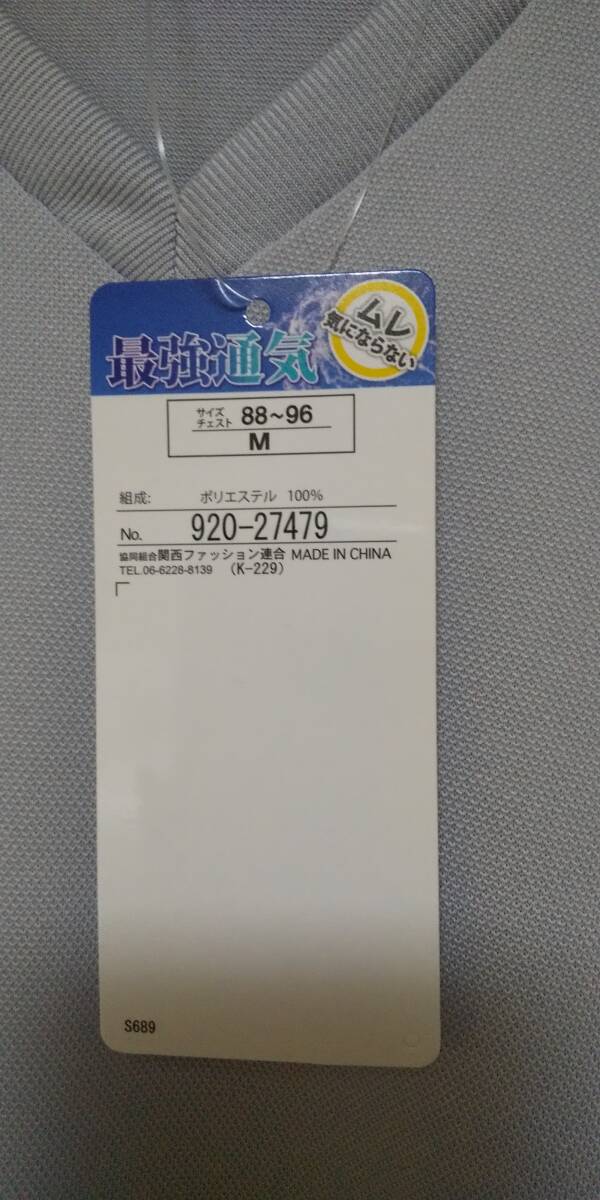 最強通気
ムレ
気にならない
サイズ
チェスト 88~96
M
組成: ポリエステル 100%
No. 920-27479
協同組合関西ファッション連合 MADE IN CHINA
TEL.06-6228-8139 (K-229)
S689